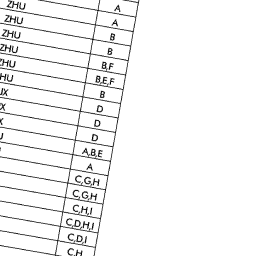 A
ZHU A
ZHU B
ZHU B
ZHU B,F
ZHU B,E,F
HU B
UX D
X D
X D
U A,B,E
A
C,G,H
C,G,H
C,H,I
C,D,H,I
C,D,I
C,H